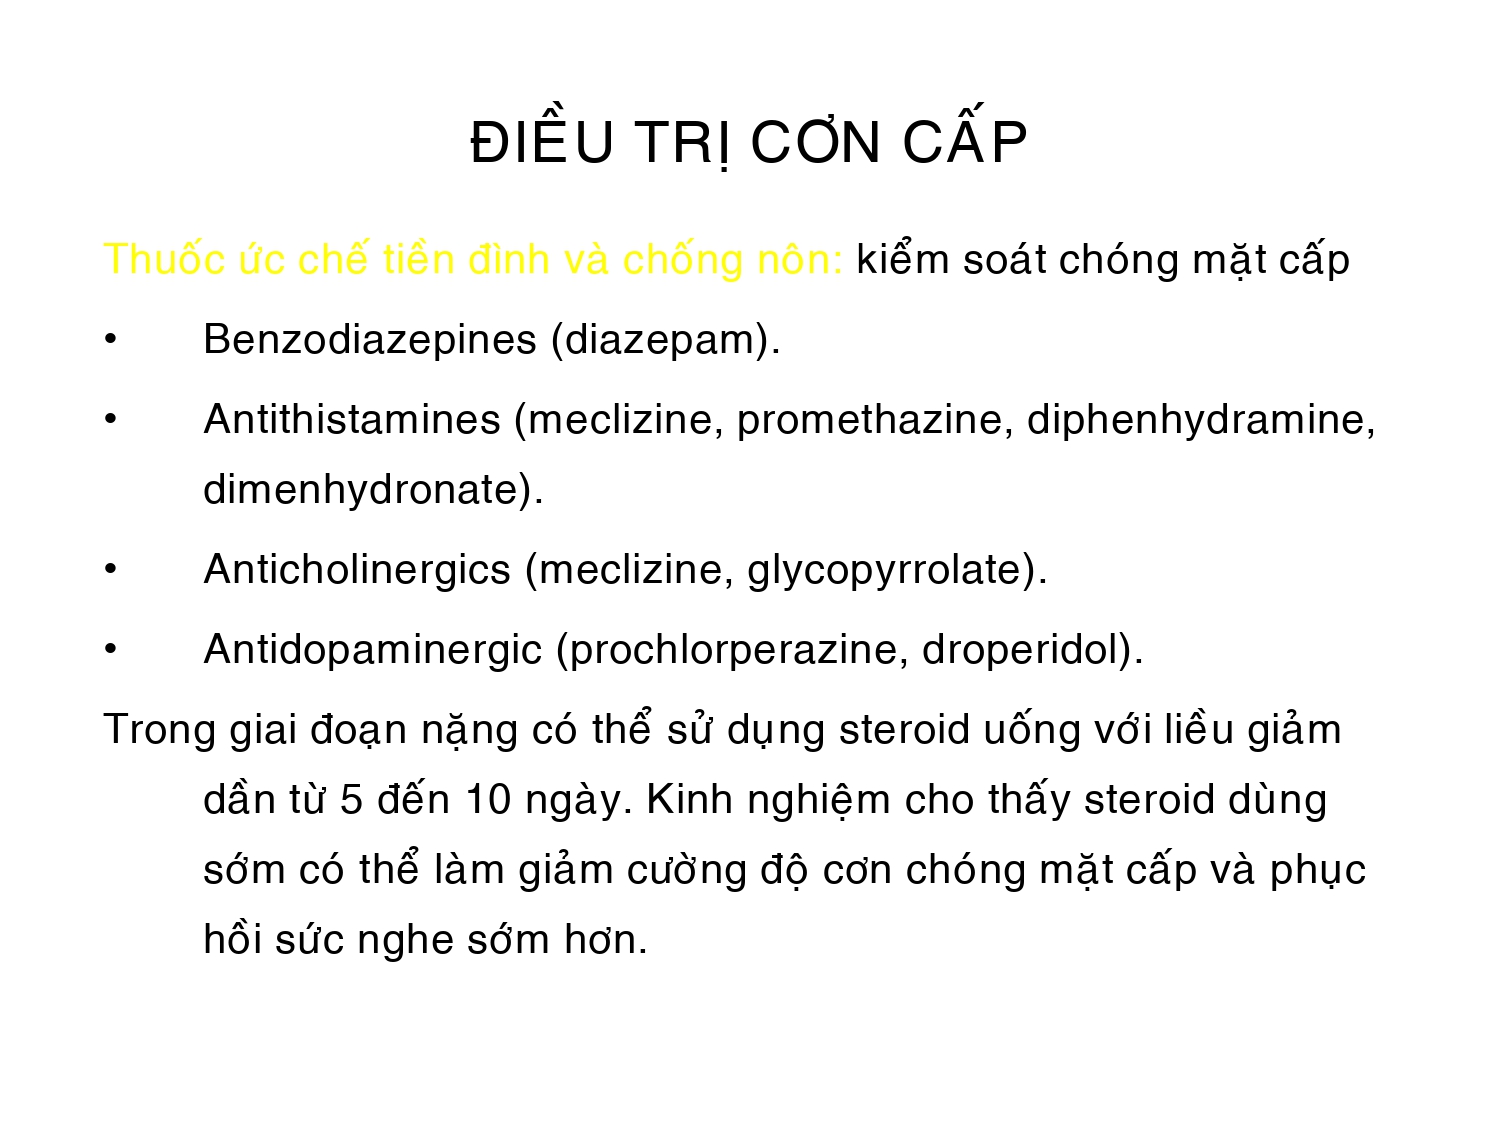 ĐIỀU TRỊ CƠN CẤP
Thuốc ức chế tiền đình và chống nôn: kiểm soát chóng mặt cấp
• Benzodiazepines (diazepam).
• Antithistamines (meclizine, promethazine, diphenhydramine,
dimenhydronate).
• Anticholinergics (meclizine, glycopyrrolate).
• Antidopaminergic (prochlorperazine, droperidol).
Trong giai đoạn nặng có thể sử dụng steroid uống với liều giảm
dần từ 5 đến 10 ngày. Kinh nghiệm cho thấy steroid dùng
sớm có thể làm giảm cường độ cơn chóng mặt cấp và phục
hồi sức nghe sớm hơn.